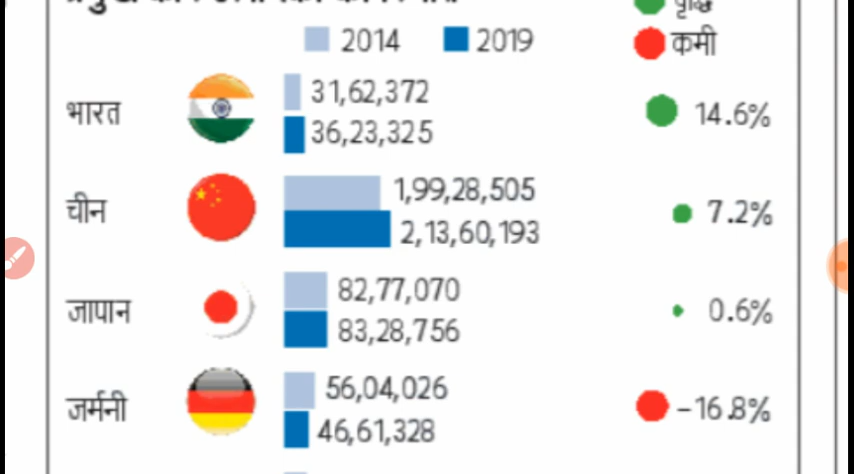 2014 2019
कमी
भारत 31,62,372 14.6%
36,23,325
चीन 1,99,28,505 7.2%
2,13,60,193
जापान 82,77,070 0.6%
83,28,756
जर्मनी 56,04,026 -16.8%
46,61,328